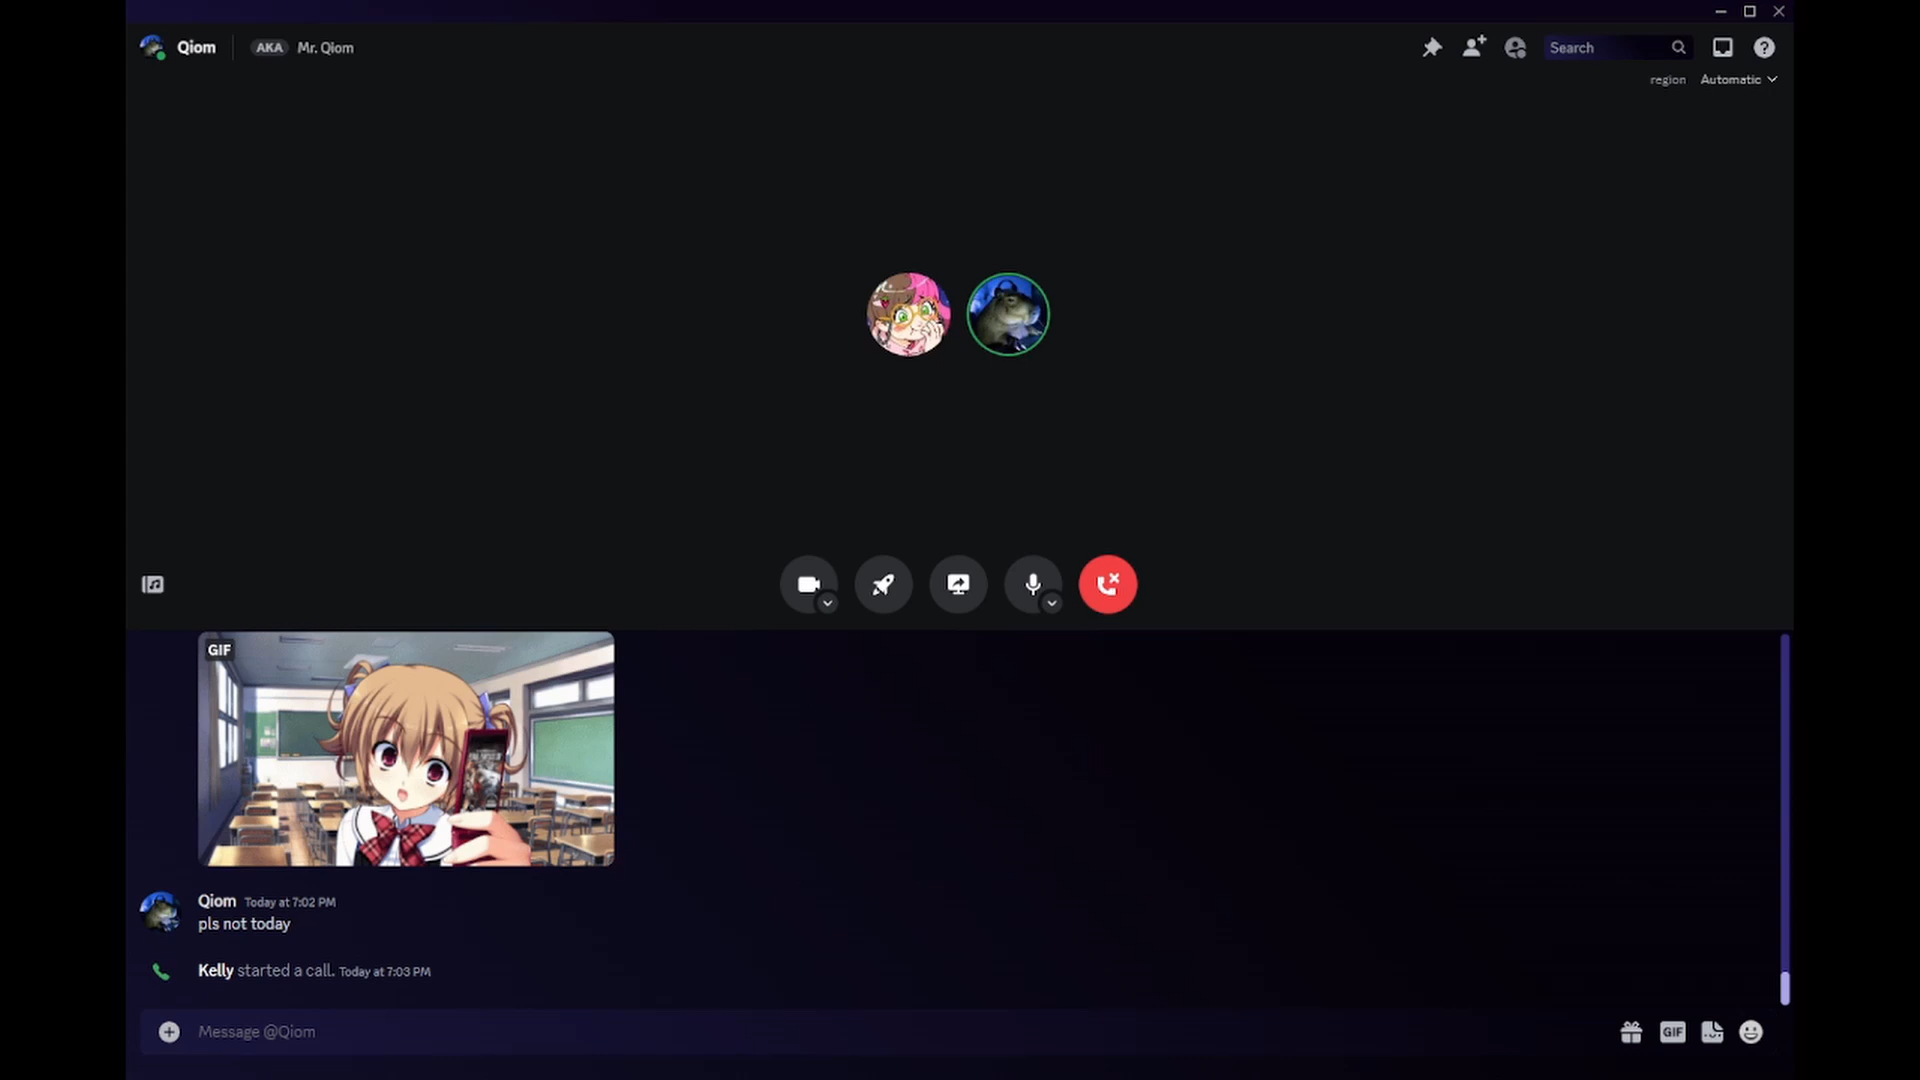 Qiom AKA Mr. Qiom Search
region Automatic
GIF
Qiom Today at 7:02 PM
pls not today
Kelly started a call. Today at 7:03 PM
Message @Qiom GIF